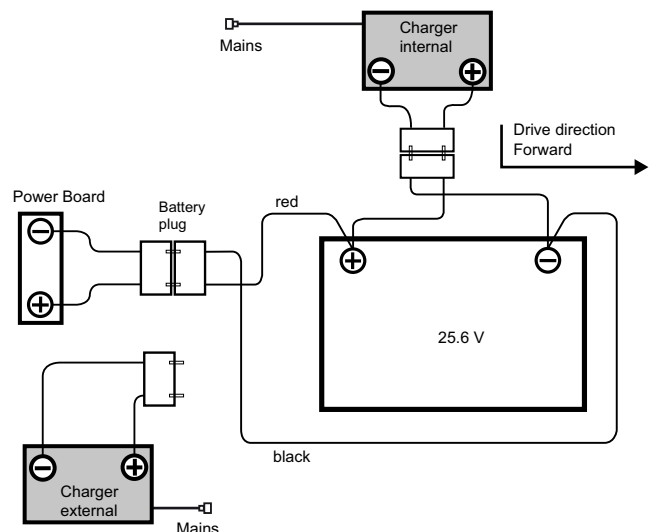 Charger
internal
Mains
Drive direction
Forward
Power Board
Battery
plug
red
25.6 V
black
Charger
external
Mains